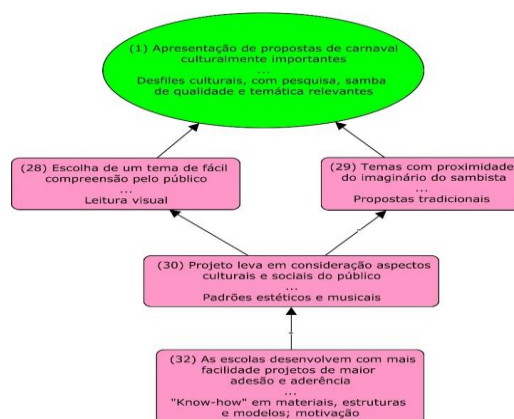 (1) Apresentação de propostas de carnaval
culturalmente importantes
...
Desfiles culturais, com pesquisa, samba
de qualidade e temática relevantes
(28) Escolha de um tema de fácil
compreensão pelo público
...
Leitura visual
(29) Temas com proximidade
do imaginário do sambista
...
Propostas tradicionais
(30) Projeto leva em consideração aspectos
culturais e sociais do público
...
Padrões estéticos e musicais
(32) As escolas desenvolvem com mais
facilidade projetos de maior
adesão e aderência
...
"Know-how" em materiais, estruturas
e modelos; motivação